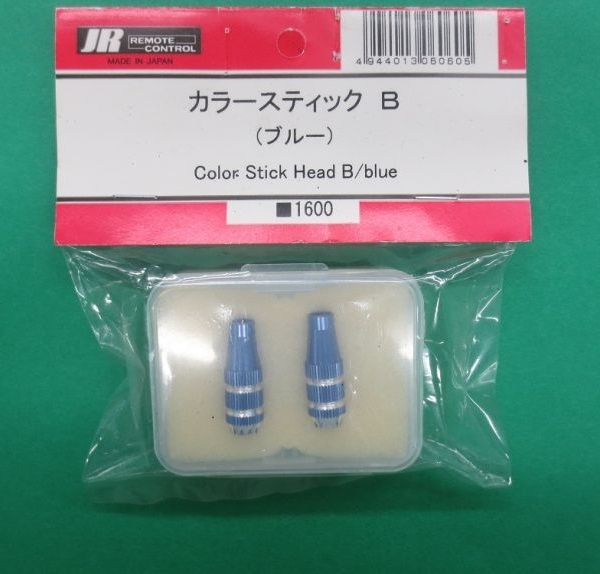 JR REMOTE CONTROL
MADE IN JAPAN
4 944013 060605
カラースティック B
(ブルー)
Color Stick Head B/blue
■1600